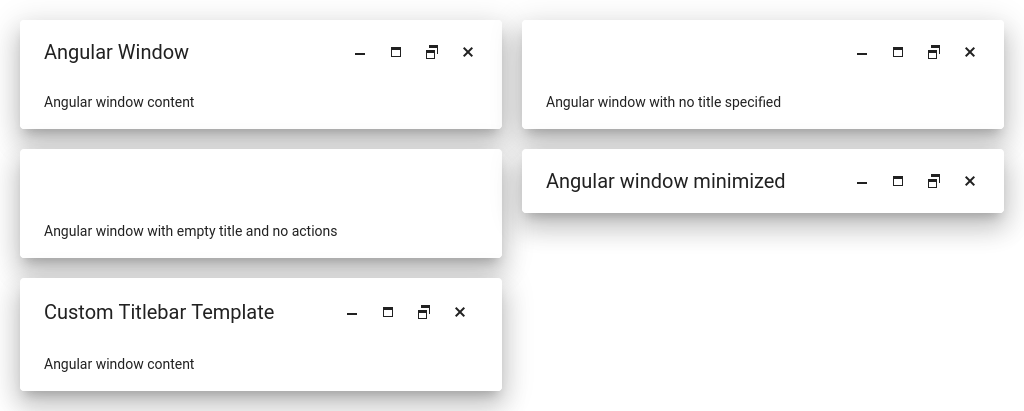 Angular Window
Angular window content
Angular window with no title specified
Angular window with empty title and no actions
Angular window minimized
Custom Titlebar Template
Angular window content